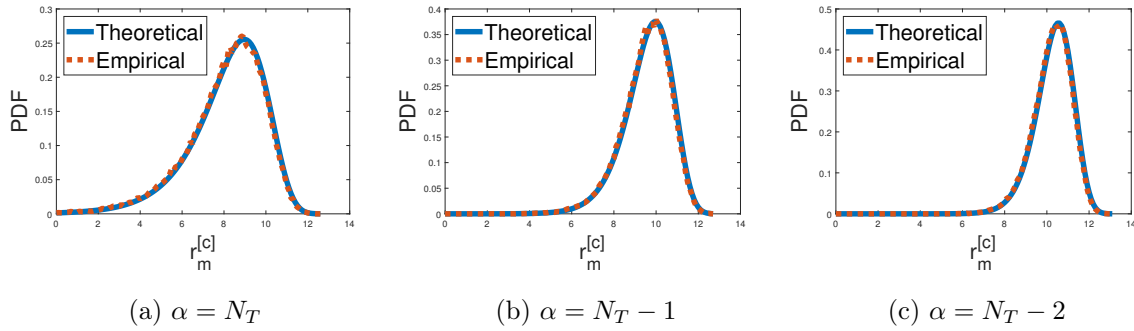 0.3
0.25
0.2
0.15
0.1
0.05
0
0 2 4 6 8 10 12 14
PDF
r_m^[c]
Theoretical
Empirical
(a) α = N_T
0.4
0.35
0.3
0.25
0.2
0.15
0.1
0.05
0
0 2 4 6 8 10 12 14
PDF
r_m^[c]
Theoretical
Empirical
(b) α = N_T − 1
0.5
0.4
0.3
0.2
0.1
0
0 2 4 6 8 10 12 14
PDF
r_m^[c]
Theoretical
Empirical
(c) α = N_T − 2